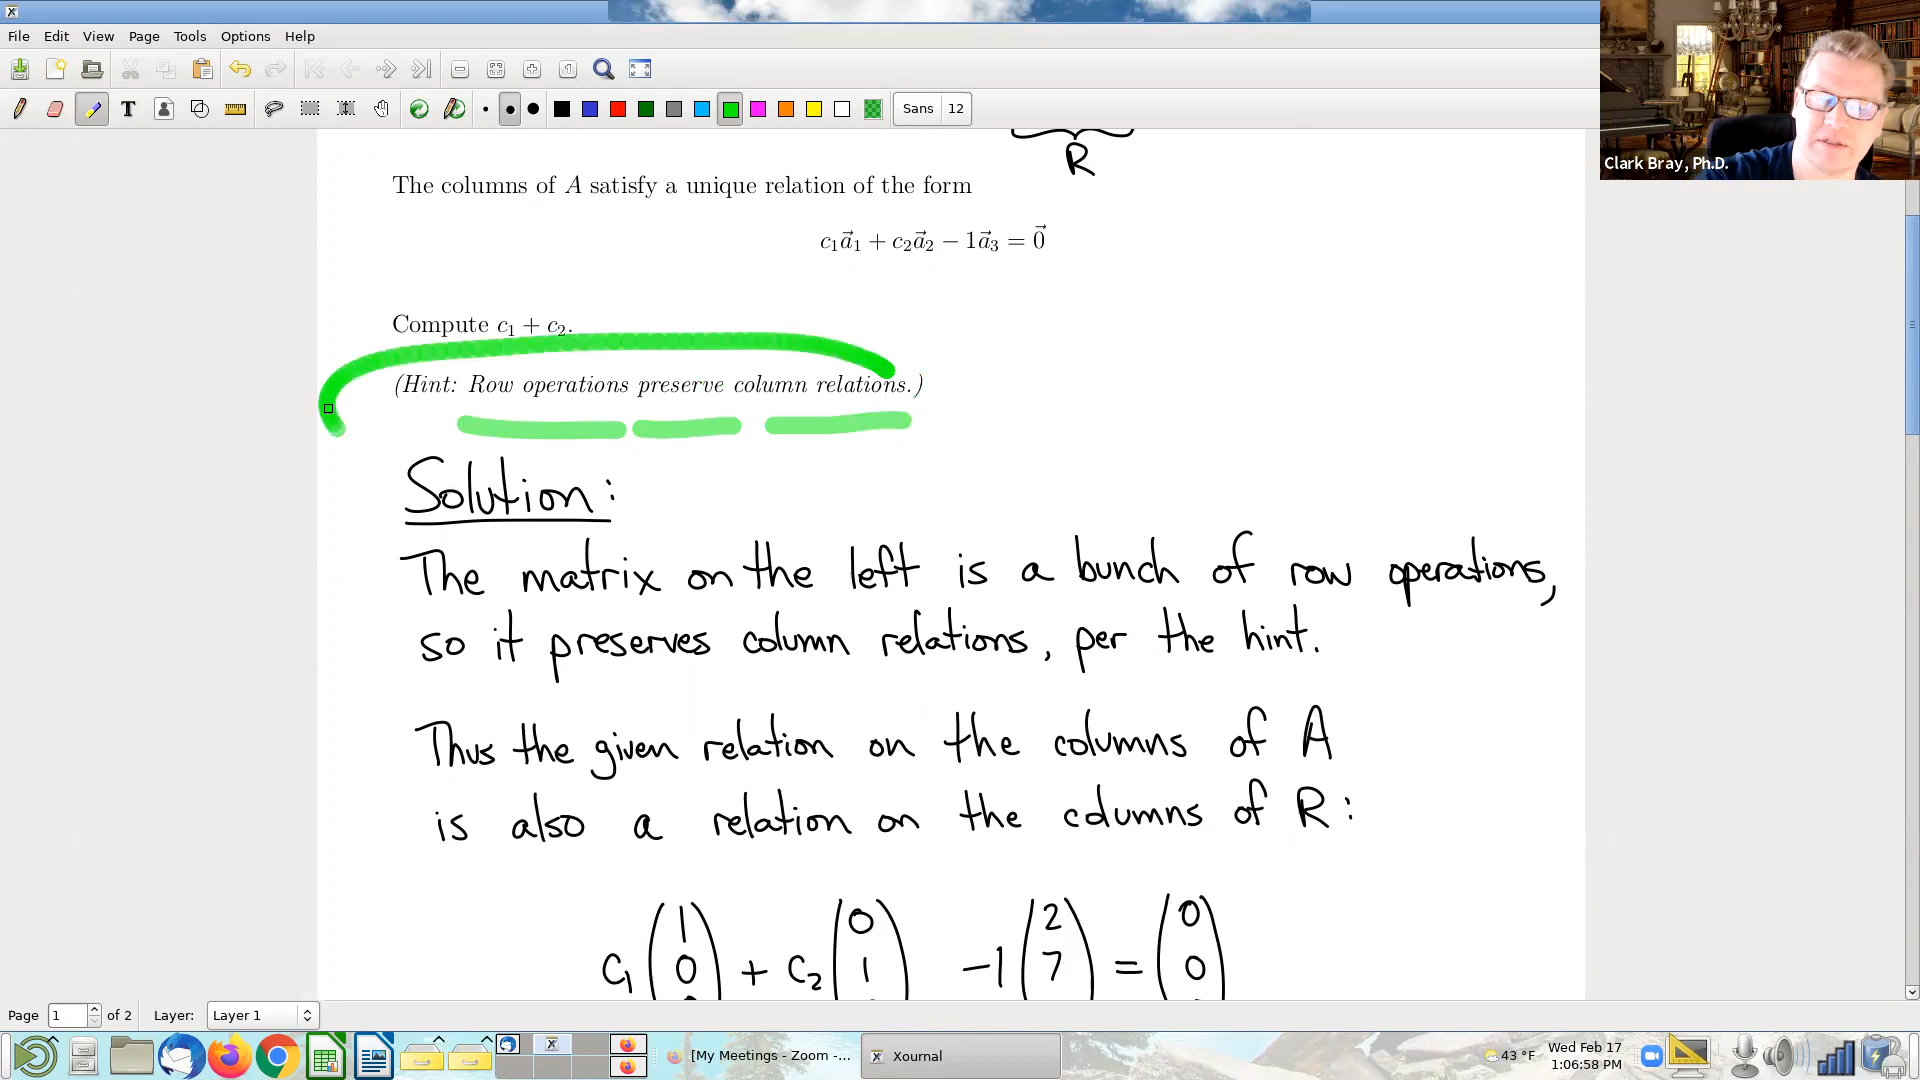 File Edit View Page Tools Options Help
Sans 12
Clark Bray, Ph.D.
R
The columns of A satisfy a unique relation of the form
c₁a⃗₁ + c₂a⃗₂ − 1a⃗₃ = 0⃗
Compute c₁ + c₂.
(Hint: Row operations preserve column relations.)
Solution:
The matrix on the left is a bunch of row operations,
so it preserves column relations, per the hint.
Thus the given relation on the columns of A
is also a relation on the columns of R:
1 0 2 0
c₁ 0 + c₂ 1 −1 7 = 0
Page 1 of 2 Layer: Layer 1
[My Meetings - Zoom -... Xournal
43 °F
Wed Feb 17
1:06:58 PM